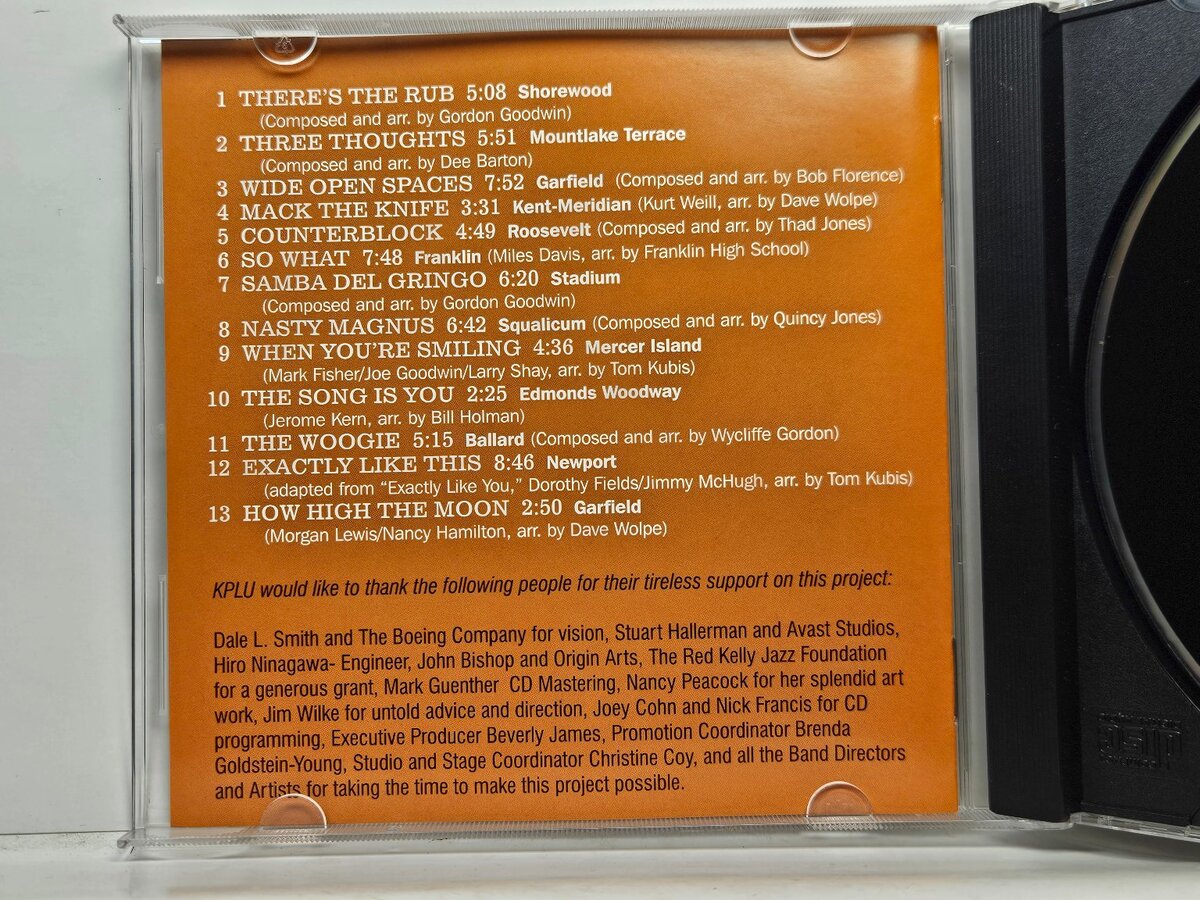 1 THERE'S THE RUB 5:08 Shorewood
(Composed and arr. by Gordon Goodwin)
2 THREE THOUGHTS 5:51 Mountlake Terrace
(Composed and arr. by Dee Barton)
3 WIDE OPEN SPACES 7:52 Garfield (Composed and arr. by Bob Florence)
4 MACK THE KNIFE 3:31 Kent-Meridian (Kurt Weill, arr. by Dave Wolpe)
5 COUNTERBLOCK 4:49 Roosevelt (Composed and arr. by Thad Jones)
6 SO WHAT 7:48 Franklin (Miles Davis, arr. by Franklin High School)
7 SAMBA DEL GRINGO 6:20 Stadium
(Composed and arr. by Gordon Goodwin)
8 NASTY MAGNUS 6:42 Squalicum (Composed and arr. by Quincy Jones)
9 WHEN YOU'RE SMILING 4:36 Mercer Island
(Mark Fisher/Joe Goodwin/Larry Shay, arr. by Tom Kubis)
10 THE SONG IS YOU 2:25 Edmonds Woodway
(Jerome Kern, arr. by Bill Holman)
11 THE WOOGIE 5:15 Ballard (Composed and arr. by Wycliffe Gordon)
12 EXACTLY LIKE THIS 8:46 Newport
(adapted from "Exactly Like You," Dorothy Fields/Jimmy McHugh, arr. by Tom Kubis)
13 HOW HIGH THE MOON 2:50 Garfield
(Morgan Lewis/Nancy Hamilton, arr. by Dave Wolpe)
KPLU would like to thank the following people for their tireless support on this project:
Dale L. Smith and The Boeing Company for vision, Stuart Hallerman and Avast Studios,
Hiro Ninagawa- Engineer, John Bishop and Origin Arts, The Red Kelly Jazz Foundation
for a generous grant, Mark Guenther CD Mastering, Nancy Peacock for her splendid art
work, Jim Wilke for untold advice and direction, Joey Cohn and Nick Francis for CD
programming, Executive Producer Beverly James, Promotion Coordinator Brenda
Goldstein-Young, Studio and Stage Coordinator Christine Coy, and all the Band Directors
and Artists for taking the time to make this project possible.